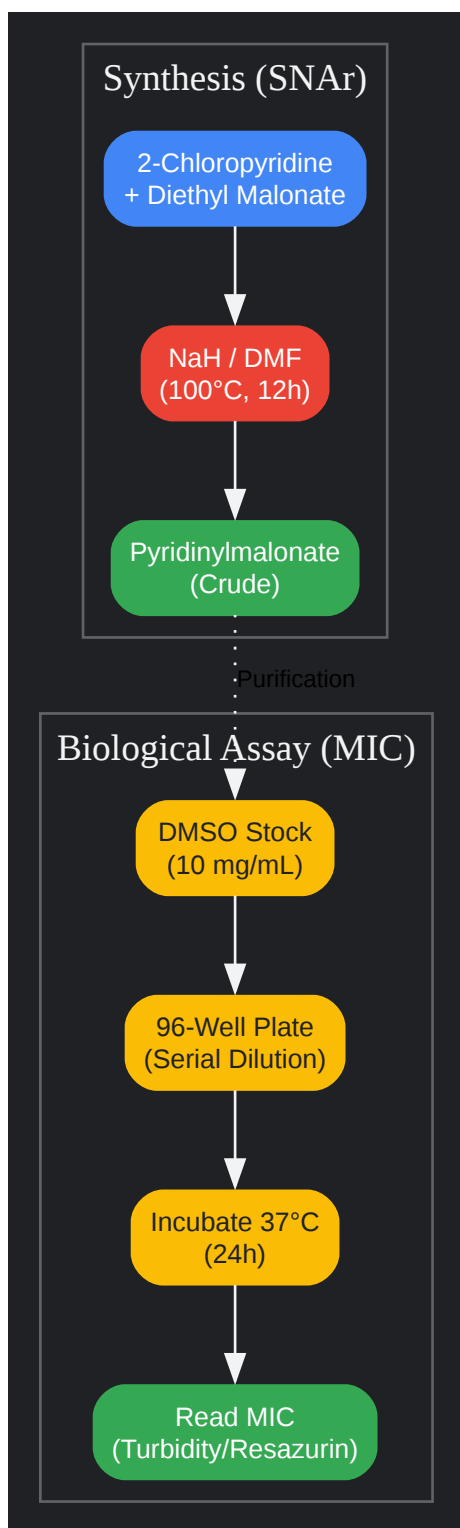 Synthesis (SNAr)
2-Chloropyridine
+ Diethyl Malonate
NaH / DMF
(100°C, 12h)
Pyridinylmalonate
(Crude)
Purification
Biological Assay (MIC)
DMSO Stock
(10 mg/mL)
96-Well Plate
(Serial Dilution)
Incubate 37°C
(24h)
Read MIC
(Turbidity/Resazurin)